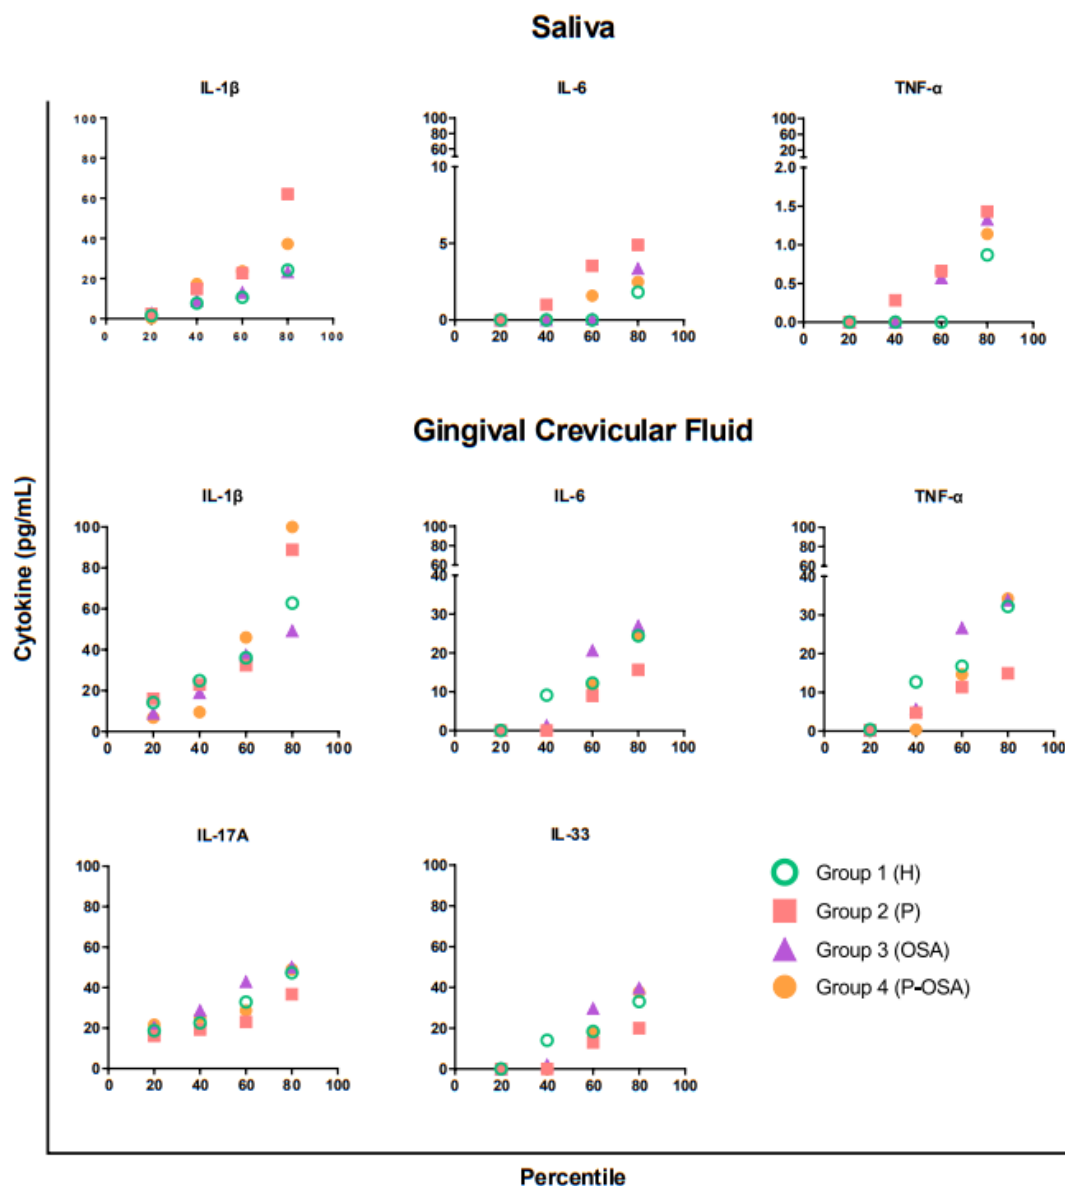 Saliva
IL-1β
IL-6
TNF-α
100
80
60
40
20
0
0 20 40 60 80 100
100
80
60
10
5
0
0 20 40 60 80 100
100
60
20
2.0
1.5
1.0
0.5
0.0
0 20 40 60 80 100
Gingival Crevicular Fluid
Cytokine (pg/mL)
IL-1β
IL-6
TNF-α
100
80
60
40
20
0
0 20 40 60 80 100
100
80
60
40
30
20
10
0
0 20 40 60 80 100
100
80
60
40
30
20
10
0
0 20 40 60 80 100
IL-17A
IL-33
100
80
60
40
20
0
0 20 40 60 80 100
100
80
60
40
20
0
0 20 40 60 80 100
Group 1 (H)
Group 2 (P)
Group 3 (OSA)
Group 4 (P-OSA)
Percentile